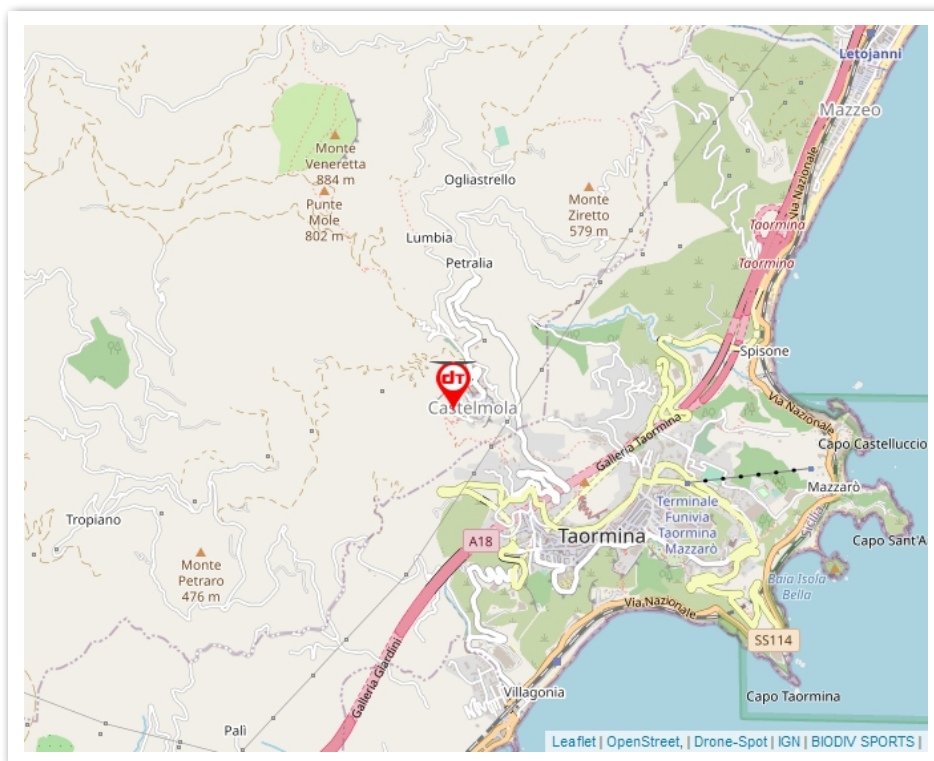 Letojanni
Mazzeo
Monte
Veneretta
884 m
Ogliastrello
Monte
Ziretto
579 m
Punte
Mole
802 m
Via Nazionale
Taormina
Taormina
Lumbia
Petralia
Spisone
dT
Castelmola
Via Nazionale
Galleria Taormina
Capo Castelluccio
Mazzarò
Terminale
Funivia
Taormina
Mazzarò
Sicilia
Tropiano
A18
Taormina
Capo Sant'A
Monte
Petraro
476 m
Baia Isola
Bella
Via Nazionale
SS114
Galleria Giardini
Villagonia
Capo Taormina
Palì
Leaflet | OpenStreet, | Drone-Spot | IGN | BIODIV SPORTS |